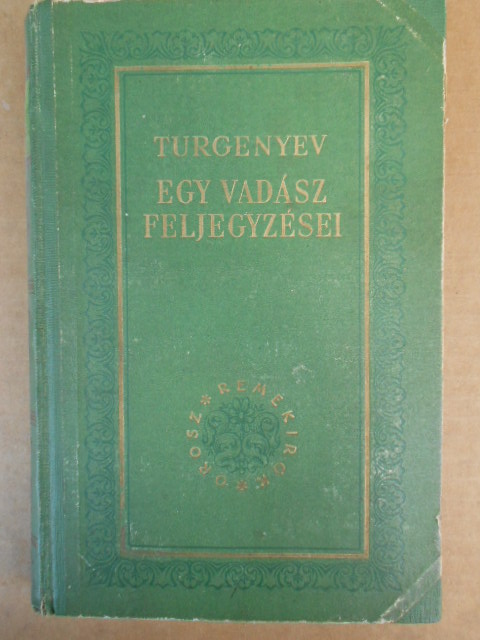 TURGENYEV
EGY VADÁSZ
FELJEGYZÉSEI
OROSZ * REMEKÍRÓK *